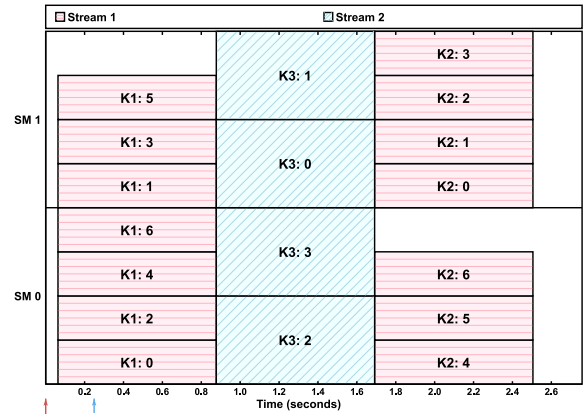 Stream 1 Stream 2
K3: 1
K2: 3
K1: 5
K2: 2
SM 1
K1: 3
K3: 0
K2: 1
K1: 1
K2: 0
K1: 6
K3: 3
K1: 4
K2: 6
SM 0
K1: 2
K3: 2
K2: 5
K1: 0
K2: 4
0.2 0.4 0.6 0.8 1.0 1.2 1.4 1.6 1.8 2.0 2.2 2.4 2.6
Time (seconds)